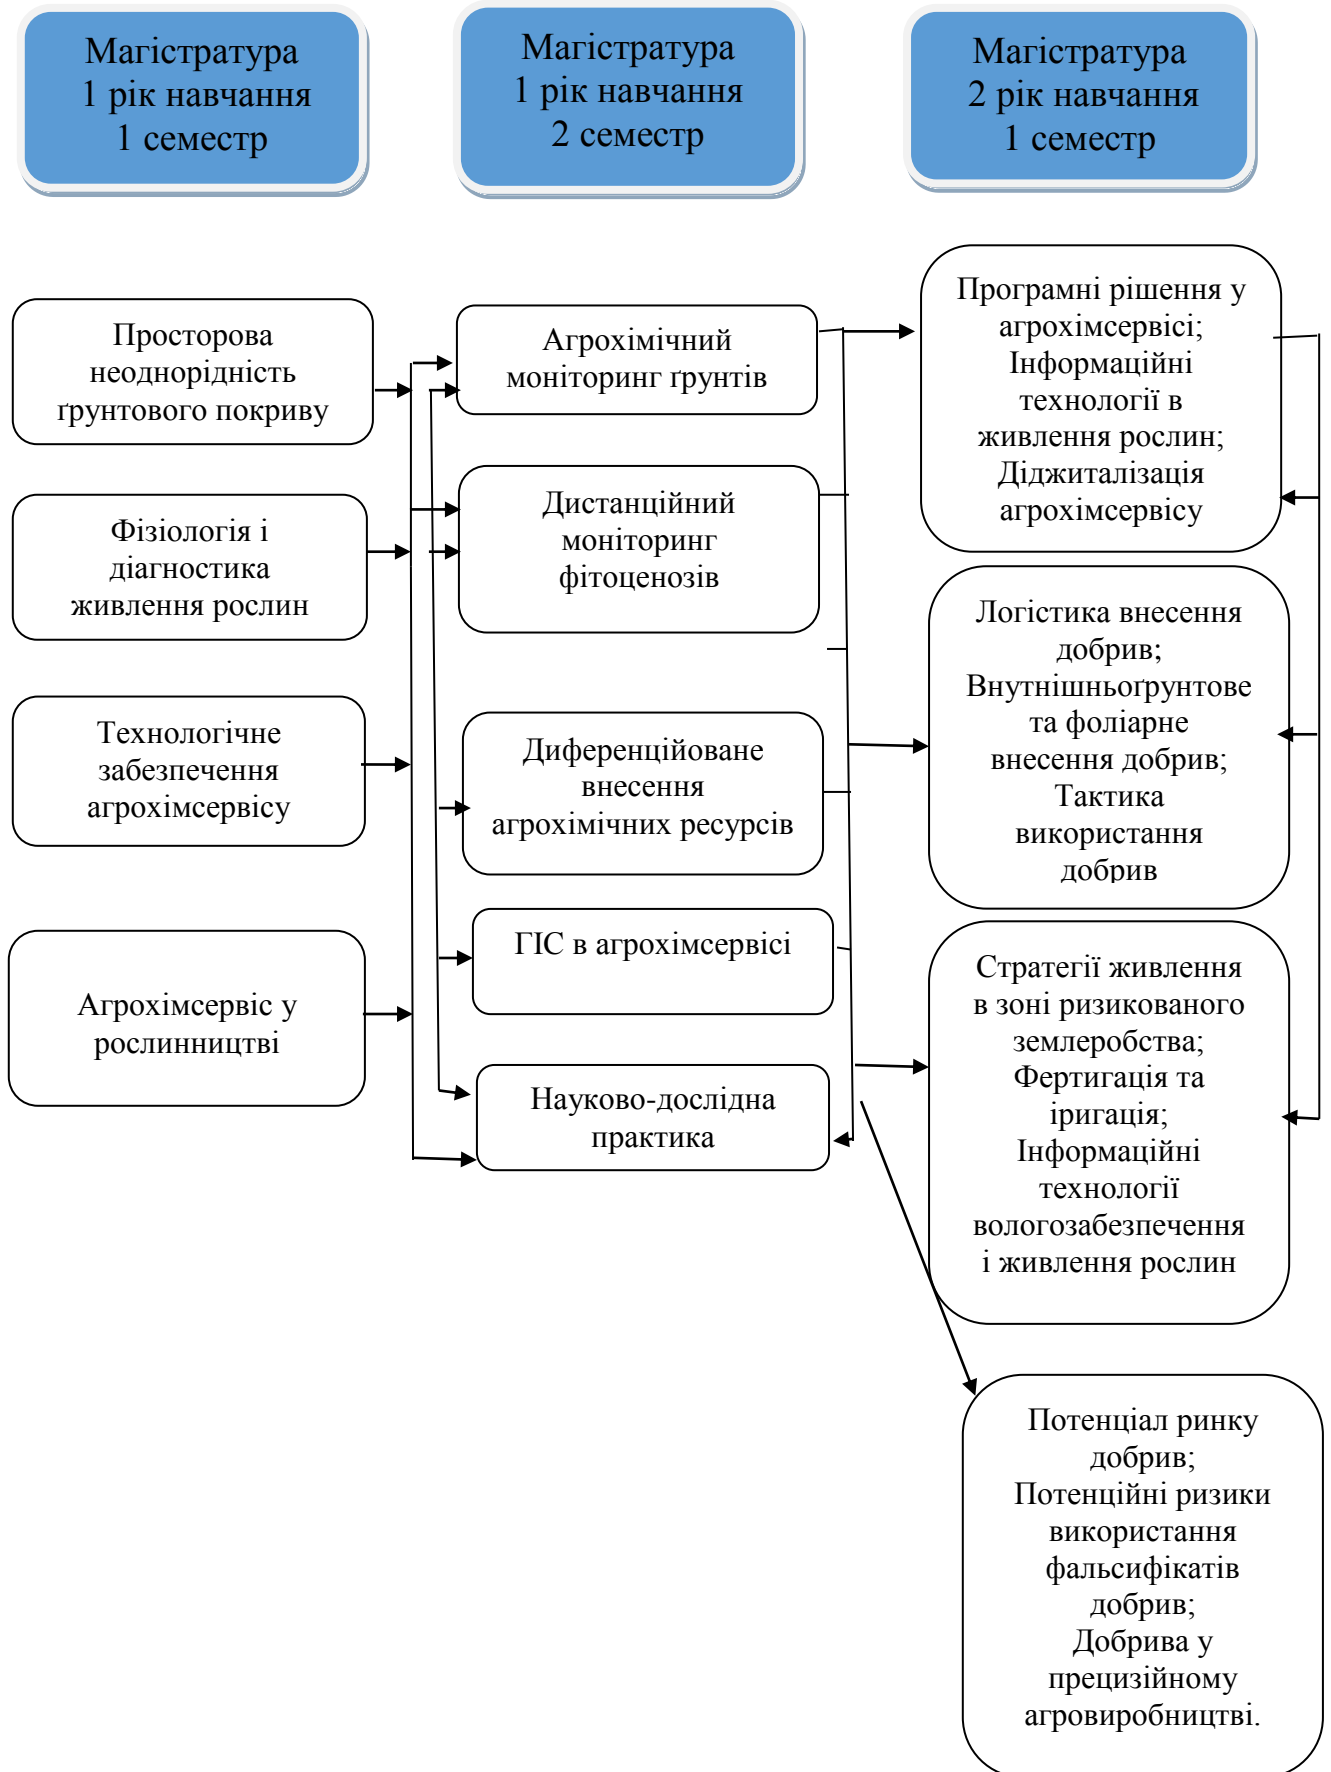 Магістратура
1 рік навчання
1 семестр
Магістратура
1 рік навчання
2 семестр
Магістратура
2 рік навчання
1 семестр
Просторова
неоднорідність
ґрунтового покриву
Фізіологія і
діагностика
живлення рослин
Технологічне
забезпечення
агрохімсервісу
Агрохімсервіс у
рослинництві
Агрохімічний
моніторинг ґрунтів
Дистанційний
моніторинг
фітоценозів
Диференційоване
внесення
агрохімічних ресурсів
ГІС в агрохімсервісі
Науково-дослідна
практика
Програмні рішення у
агрохімсервісі;
Інформаційні
технології в
живлення рослин;
Діджиталізація
агрохімсервісу
Логістика внесення
добрив;
Внутнішньоґрунтове
та фоліарне
внесення добрив;
Тактика
використання
добрив
Стратегії живлення
в зоні ризикованого
землеробства;
Фертигація та
іригація;
Інформаційні
технології
вологозабезпечення
і живлення рослин
Потенціал ринку
добрив;
Потенційні ризики
використання
фальсифікатів
добрив;
Добрива у
прецизійному
агровиробництві.